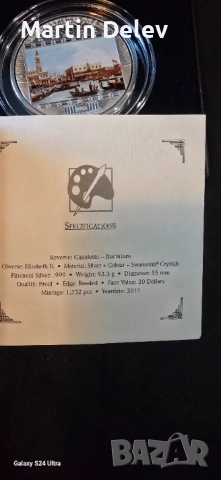 Martin Delev
SPECIFICATIONS
Reverse: Canaletto – Bucintoro
Obverse: Elizabeth II. • Material: Silver + Colour – Swarovski® Crystals
Fineness Silver: .999 • Weight: 93.3 g • Diameter: 55 mm
Quality: Proof • Edge: Reeded • Face Value: 20 Dollars
Mintage: 1,752 pcs • Yeardate: 2011
Galaxy S24 Ultra
BAZAR